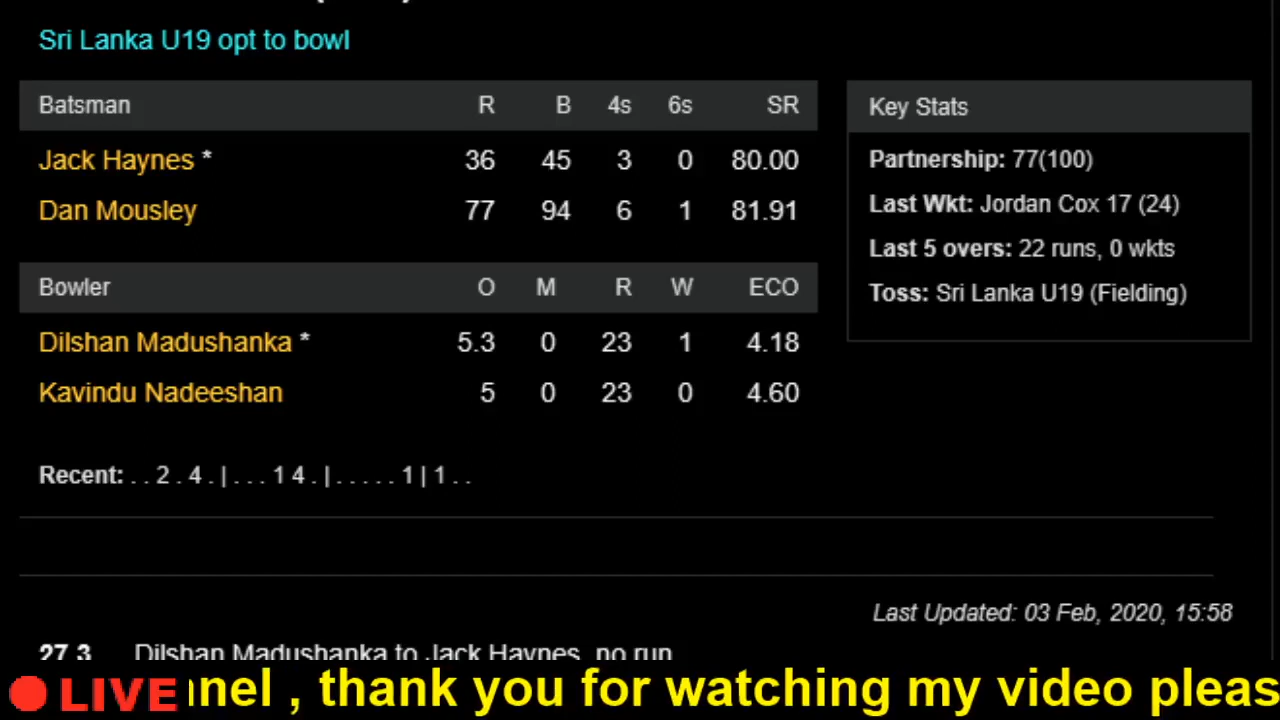 Sri Lanka U19 opt to bowl
Batsman R B 4s 6s SR
Jack Haynes * 36 45 3 0 80.00
Dan Mousley 77 94 6 1 81.91
Bowler O M R W ECO
Dilshan Madushanka * 5.3 0 23 1 4.18
Kavindu Nadeeshan 5 0 23 0 4.60
Recent: . . 2 . 4 . | . . . 1 4 . | . . . . . 1 | 1 . .
Key Stats
Partnership: 77(100)
Last Wkt: Jordan Cox 17 (24)
Last 5 overs: 22 runs, 0 wkts
Toss: Sri Lanka U19 (Fielding)
Last Updated: 03 Feb, 2020, 15:58
27.3 Dilshan Madushanka to Jack Haynes, no run
LIVE nnel , thank you for watching my video pleas